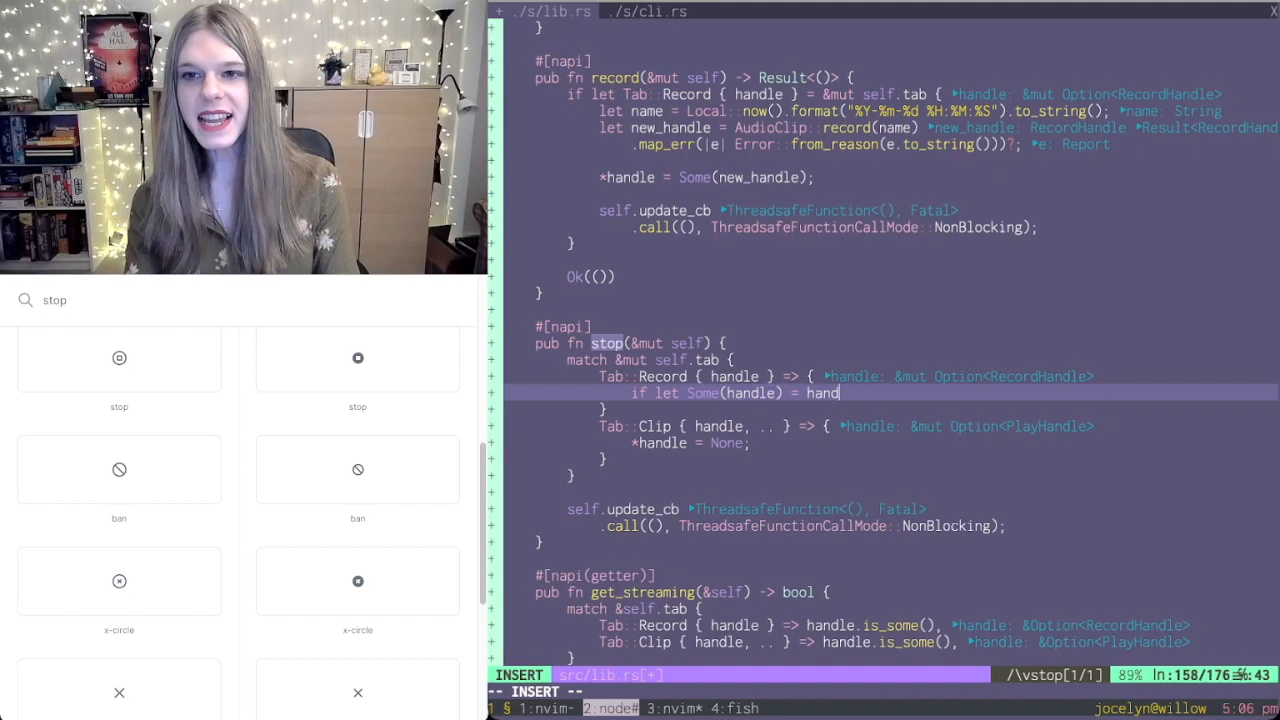 ALL HAIL
stop
stop
stop
ban
ban
x-circle
x-circle
+ ./s/lib.rs ./s/cli.rs X
}
#[napi]
pub fn record(&mut self) -> Result<()> {
if let Tab::Record { handle } = &mut self.tab { ▸handle: &mut Option<RecordHandle>
let name = Local::now().format("%Y-%m-%d %H:%M:%S").to_string(); ▸name: String
let new_handle = AudioClip::record(name) ▸new_handle: RecordHandle ▸Result<RecordHand
.map_err(|e| Error::from_reason(e.to_string()))?; ▸e: Report
*handle = Some(new_handle);
self.update_cb ▸ThreadsafeFunction<(), Fatal>
.call((), ThreadsafeFunctionCallMode::NonBlocking);
}
Ok(())
}
#[napi]
pub fn stop(&mut self) {
match &mut self.tab {
Tab::Record { handle } => { ▸handle: &mut Option<RecordHandle>
if let Some(handle) = hand
}
Tab::Clip { handle, .. } => { ▸handle: &mut Option<PlayHandle>
*handle = None;
}
}
self.update_cb ▸ThreadsafeFunction<(), Fatal>
.call((), ThreadsafeFunctionCallMode::NonBlocking);
}
#[napi(getter)]
pub fn get_streaming(&self) -> bool {
match &self.tab {
Tab::Record { handle } => handle.is_some(), ▸handle: &Option<RecordHandle>
Tab::Clip { handle, .. } => handle.is_some(), ▸handle: &Option<PlayHandle>
}
INSERT src/lib.rs[+] /\vstop[1/1] 89% ln:158/176≡%:43
-- INSERT --
1 § 1:nvim- 2:node# 3:nvim* 4:fish jocelyn@willow 5:06 pm